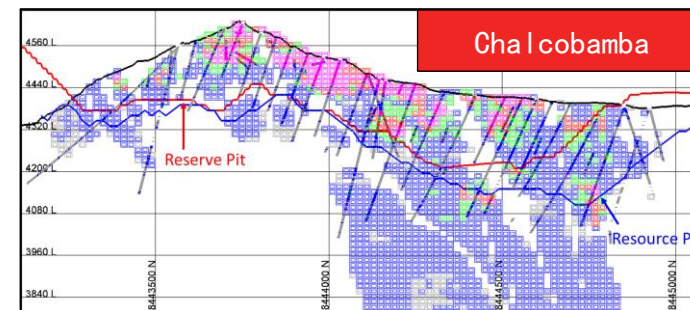 Chalcobamba
4560 L
4440 L
4320 L
4200 L
4080 L
3960 L
3840 L
Reserve Pit
Resource P
8443500 N
8444000 N
8444500 N
8445000 N